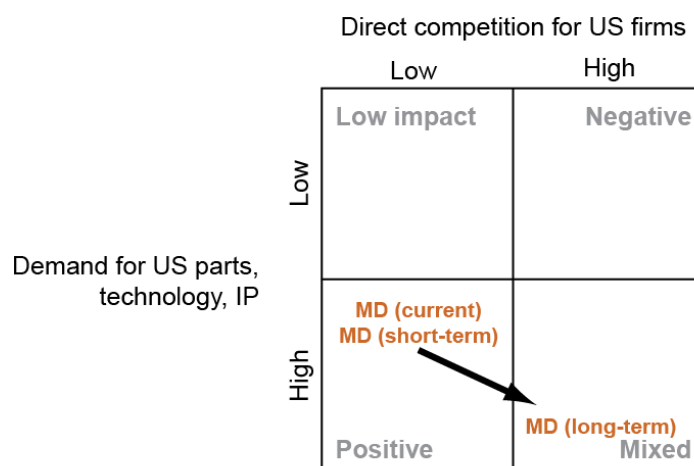 Direct competition for US firms
Low
High
Low impact
Negative
Low
Demand for US parts,
technology, IP
MD (current)
MD (short-term)
High
MD (long-term)
Positive
Mixed